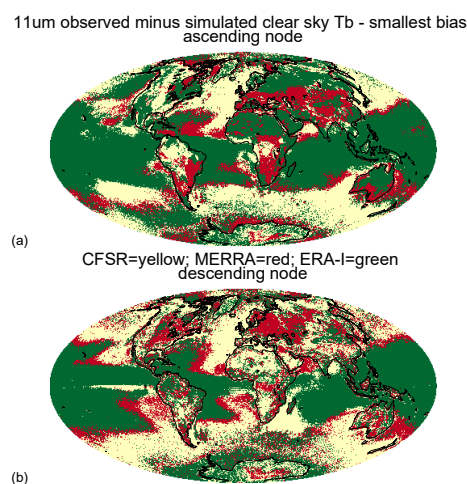 11um observed minus simulated clear sky Tb - smallest bias
ascending node
(a)
CFSR=yellow; MERRA=red; ERA-I=green
descending node
(b)